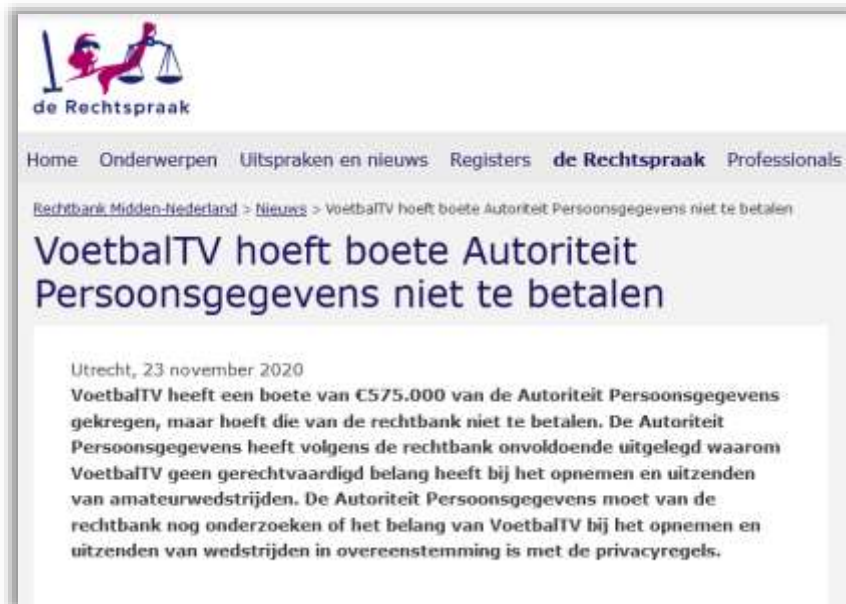 de Rechtspraak
Home Onderwerpen Uitspraken en nieuws Registers de Rechtspraak Professionals
Rechtbank Midden-Nederland > Nieuws > VoetbalTV hoeft boete Autoriteit Persoonsgegevens niet te betalen
VoetbalTV hoeft boete Autoriteit
Persoonsgegevens niet te betalen
Utrecht, 23 november 2020
VoetbalTV heeft een boete van €575.000 van de Autoriteit Persoonsgegevens
gekregen, maar hoeft die van de rechtbank niet te betalen. De Autoriteit
Persoonsgegevens heeft volgens de rechtbank onvoldoende uitgelegd waarom
VoetbalTV geen gerechtvaardigd belang heeft bij het opnemen en uitzenden
van amateurwedstrijden. De Autoriteit Persoonsgegevens moet van de
rechtbank nog onderzoeken of het belang van VoetbalTV bij het opnemen en
uitzenden van wedstrijden in overeenstemming is met de privacyregels.